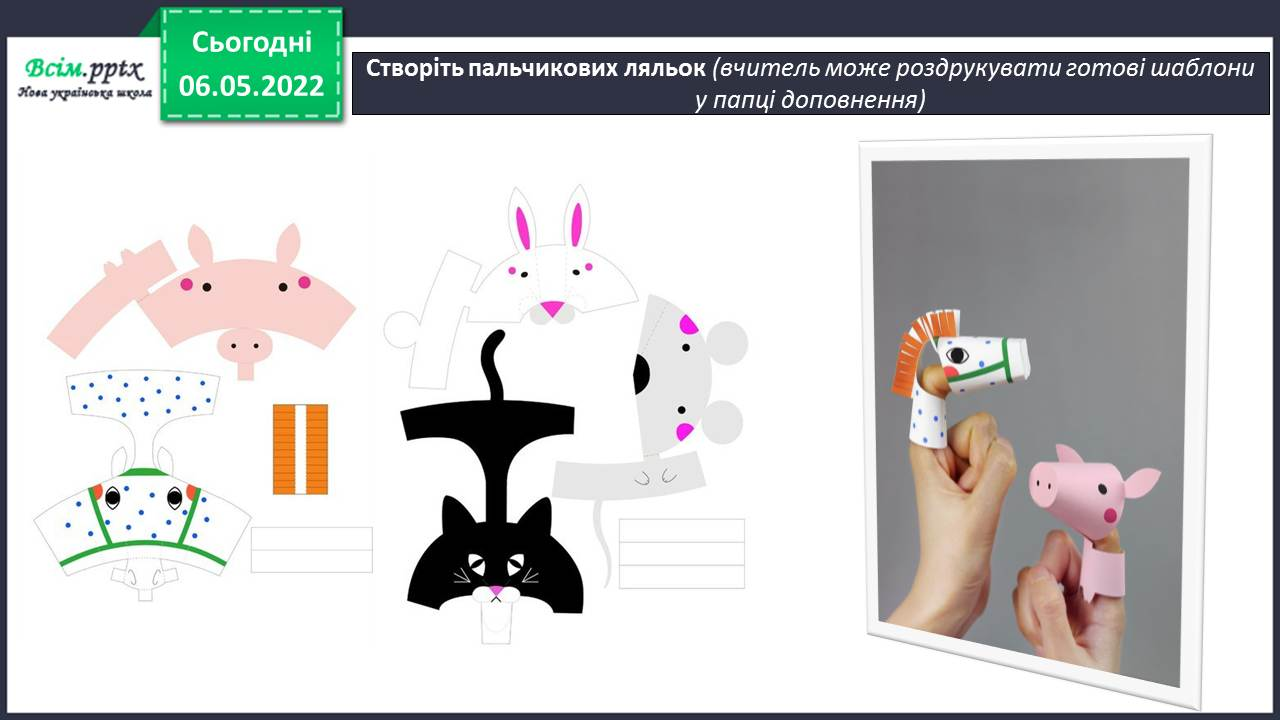 Всім.pptx
Нова українська школа
Сьогодні
06.05.2022
Створіть пальчикових ляльок (вчитель може роздрукувати готові шаблони
у папці доповнення)